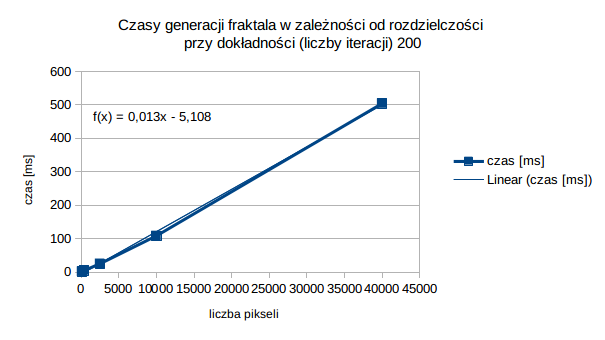 Czasy generacji fraktala w zależności od rozdzielczości
przy dokładności (liczby iteracji) 200
600
500
400
300
200
100
0
f(x) = 0,013x - 5,108
czas [ms]
czas [ms]
Linear (czas [ms])
0 5000 10000 15000 20000 25000 30000 35000 40000 45000
liczba pikseli